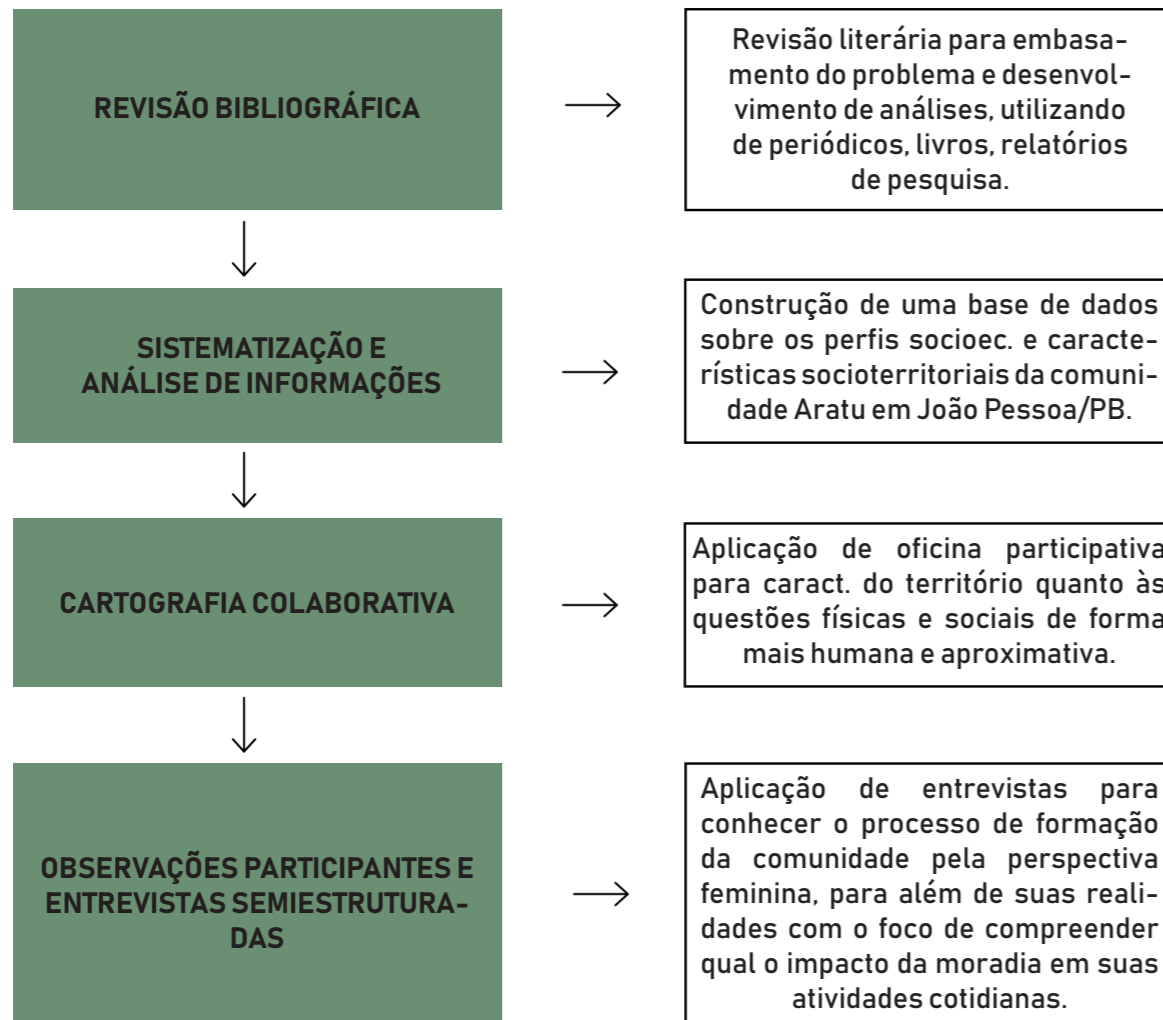 REVISÃO BIBLIOGRÁFICA
Revisão literária para embasa-
mento do problema e desenvol-
vimento de análises, utilizando
de periódicos, livros, relatórios
de pesquisa.
SISTEMATIZAÇÃO E
ANÁLISE DE INFORMAÇÕES
Construção de uma base de dados
sobre os perfis socioec. e caracte-
rísticas socioterritoriais da comuni-
dade Aratu em João Pessoa/PB.
CARTOGRAFIA COLABORATIVA
Aplicação de oficina participativa
para caract. do território quanto às
questões físicas e sociais de forma
mais humana e aproximativa.
OBSERVAÇÕES PARTICIPANTES E
ENTREVISTAS SEMIESTRUTURA-
DAS
Aplicação de entrevistas para
conhecer o processo de formação
da comunidade pela perspectiva
feminina, para além de suas reali-
dades com o foco de compreender
qual o impacto da moradia em suas
atividades cotidianas.